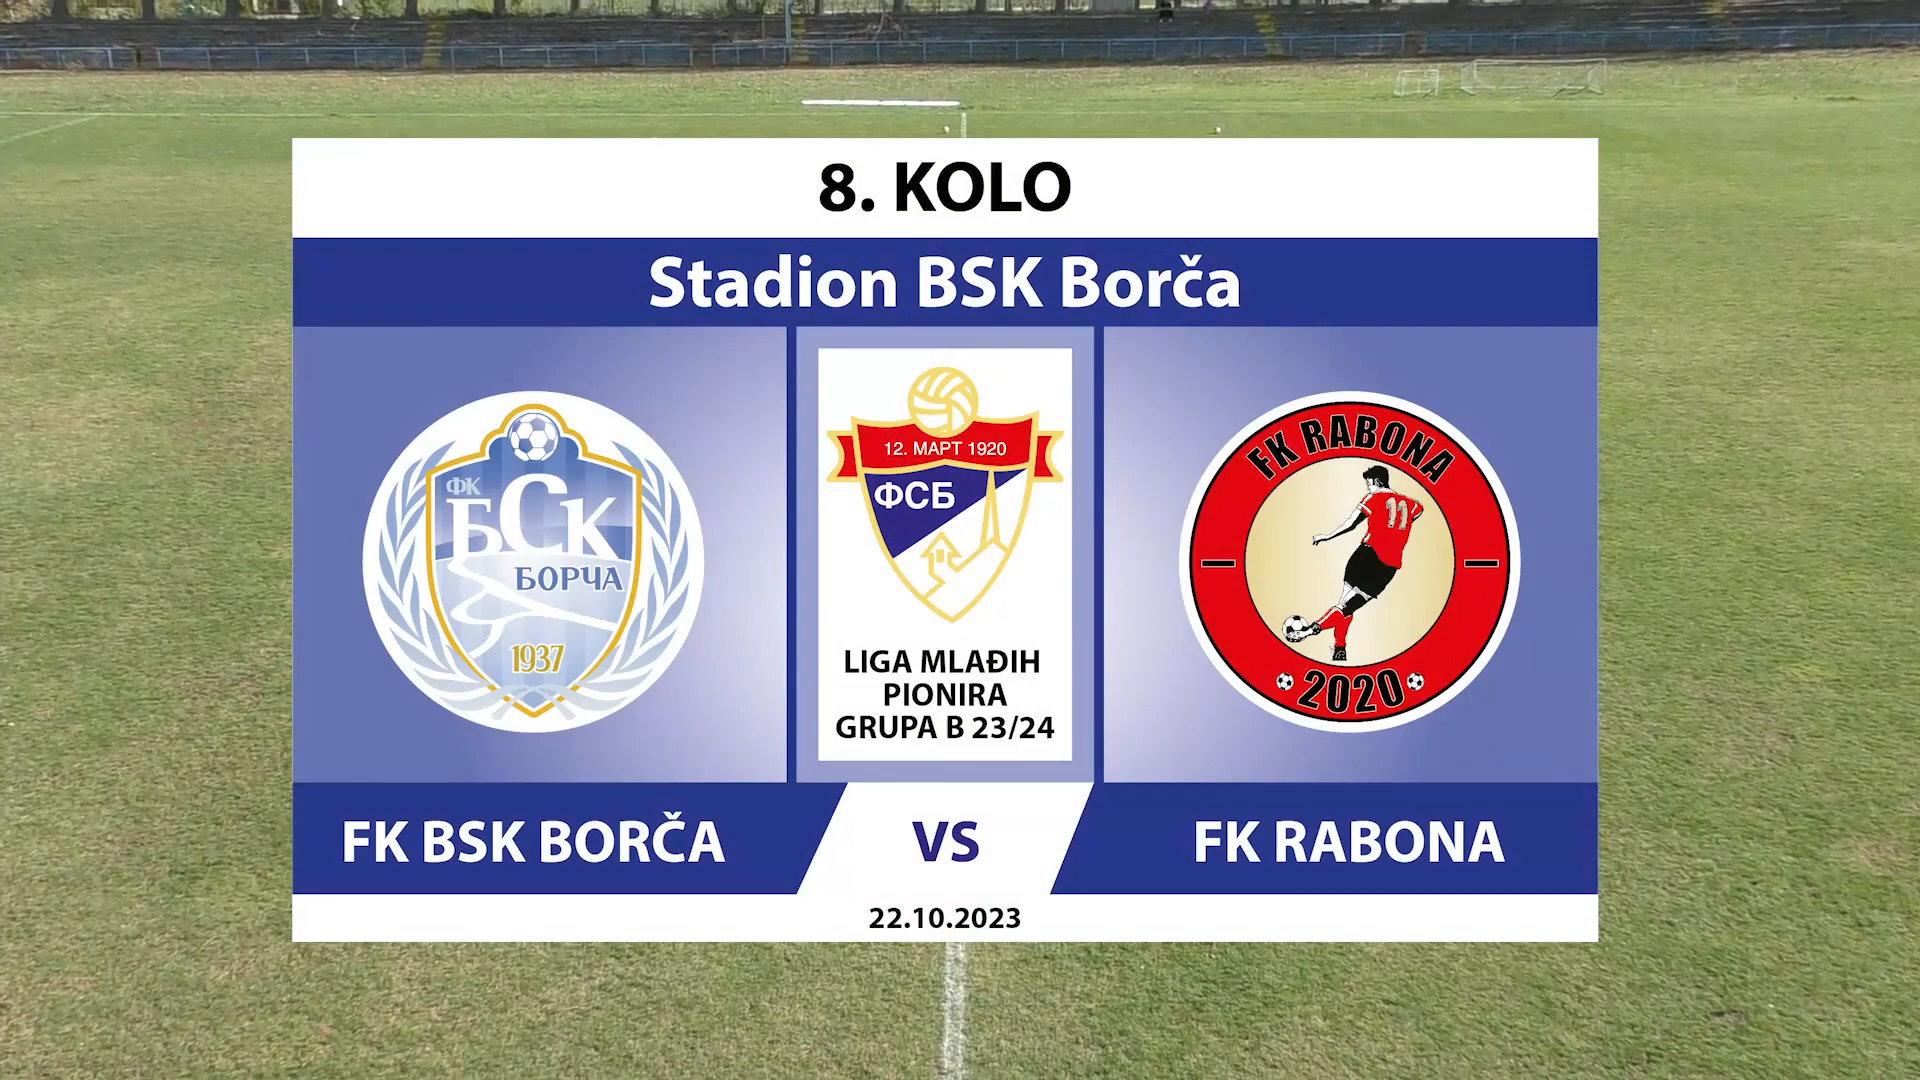 8. KOLO
Stadion BSK Borča
ФК
БСК
БОРЧА
1937
12. МАРТ 1920
ФСБ
LIGA MLAĐIH
PIONIRA
GRUPA B 23/24
FK RABONA
11
2020
FK BSK BORČA
VS
FK RABONA
22.10.2023